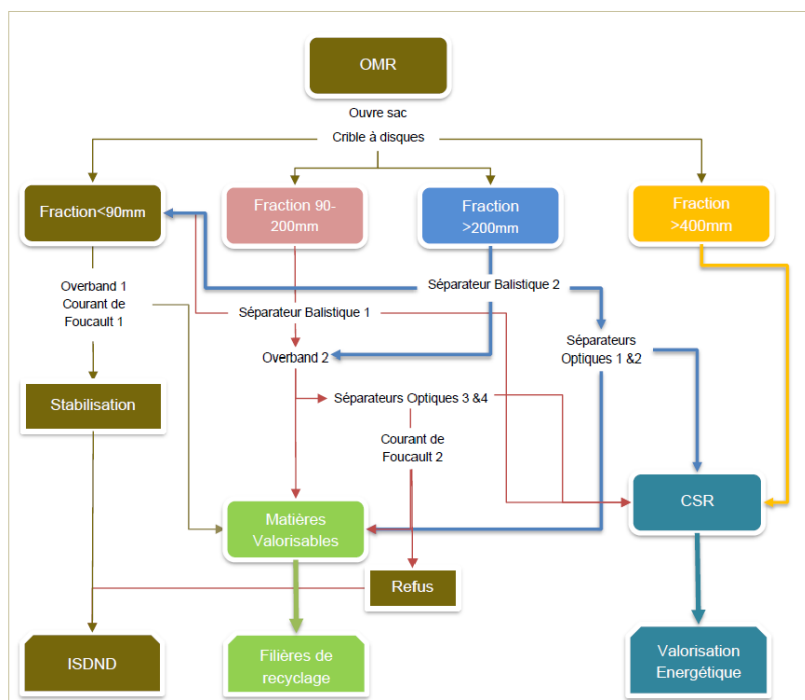 OMR
Ouvre sac
Crible à disques
Fraction<90mm
Fraction 90-
200mm
Fraction
>200mm
Fraction
>400mm
Overband 1
Courant de
Foucault 1
Séparateur Balistique 2
Séparateur Balistique 1
Séparateurs
Optiques 1 &2
Overband 2
Stabilisation
Séparateurs Optiques 3 &4
Courant de
Foucault 2
Matières
Valorisables
CSR
Refus
ISDND
Filières de
recyclage
Valorisation
Energétique